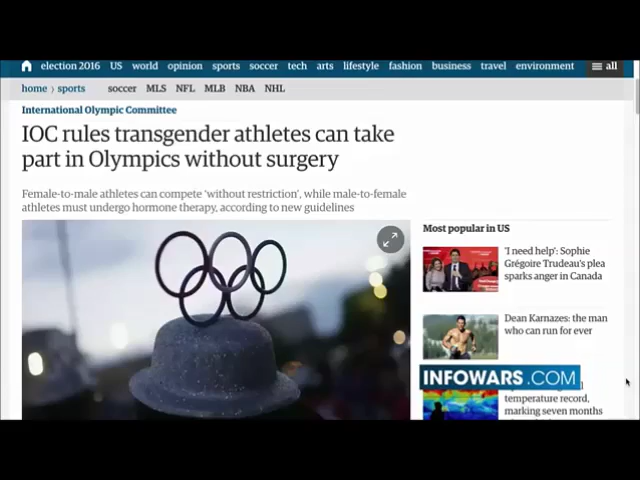 election 2016 US world opinion sports soccer tech arts lifestyle fashion business travel environment all
home › sports soccer MLS NFL MLB NBA NHL
International Olympic Committee
IOC rules transgender athletes can take
part in Olympics without surgery
Female-to-male athletes can compete 'without restriction', while male-to-female
athletes must undergo hormone therapy, according to new guidelines
Most popular in US
'I need help': Sophie
Grégoire Trudeau's plea
sparks anger in Canada
Dean Karnazes: the man
who can run for ever
INFOWARS.COM
temperature record,
marking seven months